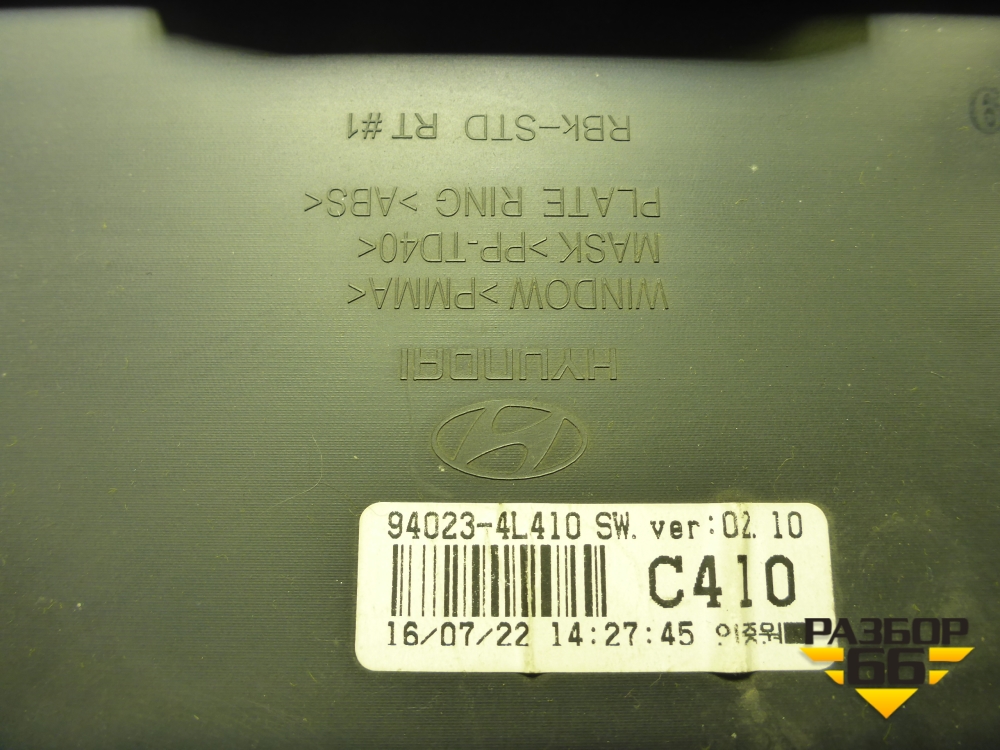 RBk-STD RT #1
PLATE RING >ABS<
MASK >PP-TD40<
WINDOW >PMMA<
HYUNDAI
94023-4L410 SW. ver:02.10
C410
16/07/22 14:27:45
РАЗБОР
66